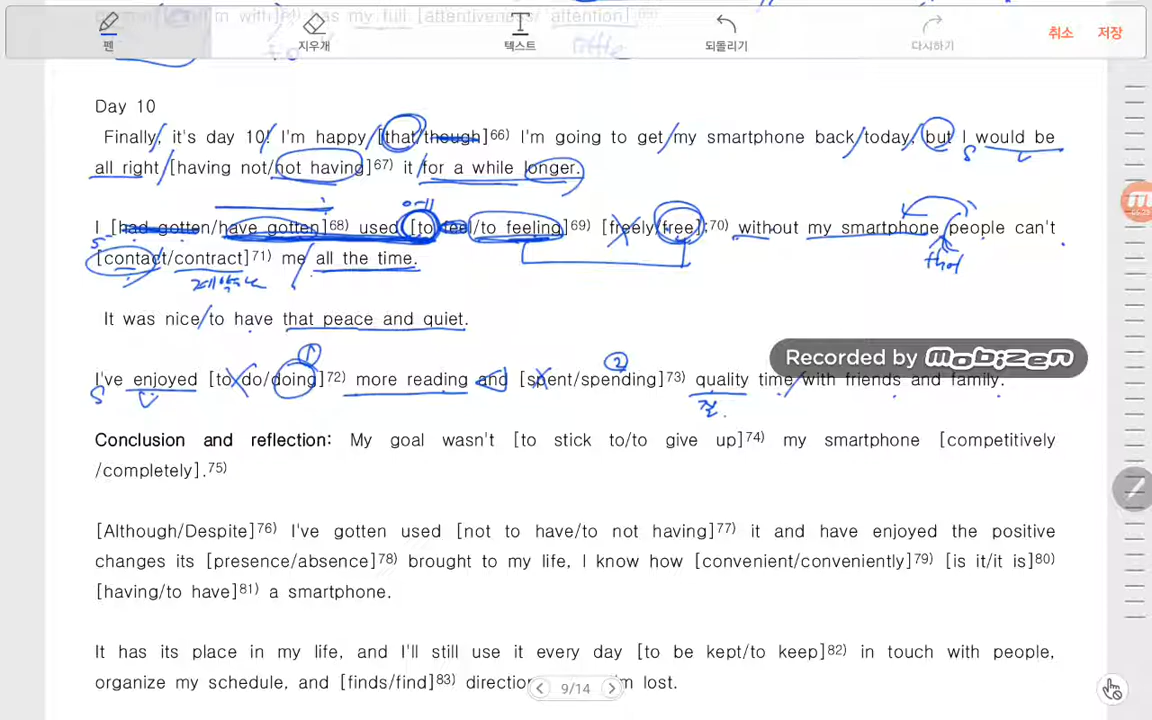 with] has my full [attentiveness/ attention
펜 지우개 텍스트 되돌리기 다시하기 취소 저장
Day 10
Finally, it's day 10! I'm happy [that/though]66) I'm going to get my smartphone back today, but I would be
S v
all right [having not/not having]67) it for a while longer.
I [had gotten/have gotten]68) used [to feel/to feeling]69) [freely/free]70) without my smartphone people can't
S
[contact/contract]71) me all the time.
that
It was nice to have that peace and quiet.
① ②
I've enjoyed [to do/doing]72) more reading and [spent/spending]73) quality time with friends and family.
S v 질
Recorded by mobizen
Conclusion and reflection: My goal wasn't [to stick to/to give up]74) my smartphone [competitively
/completely].75)
[Although/Despite]76) I've gotten used [not to have/to not having]77) it and have enjoyed the positive
changes its [presence/absence]78) brought to my life, I know how [convenient/conveniently]79) [is it/it is]80)
[having/to have]81) a smartphone.
It has its place in my life, and I'll still use it every day [to be kept/to keep]82) in touch with people,
organize my schedule, and [finds/find]83) direction 9/14 'm lost.